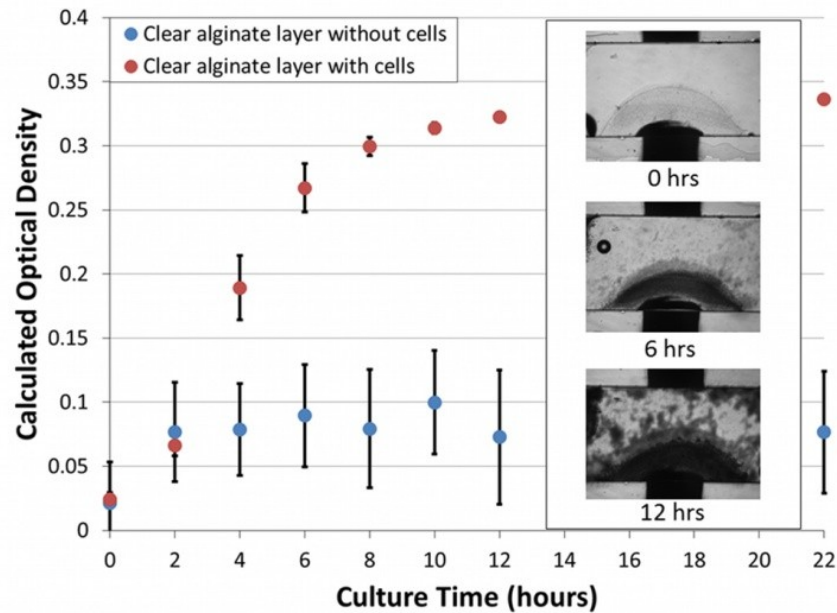 Clear alginate layer without cells
Clear alginate layer with cells
Calculated Optical Density
0.4
0.35
0.3
0.25
0.2
0.15
0.1
0.05
0
0 hrs
6 hrs
12 hrs
0 2 4 6 8 10 12 14 16 18 20 22
Culture Time (hours)